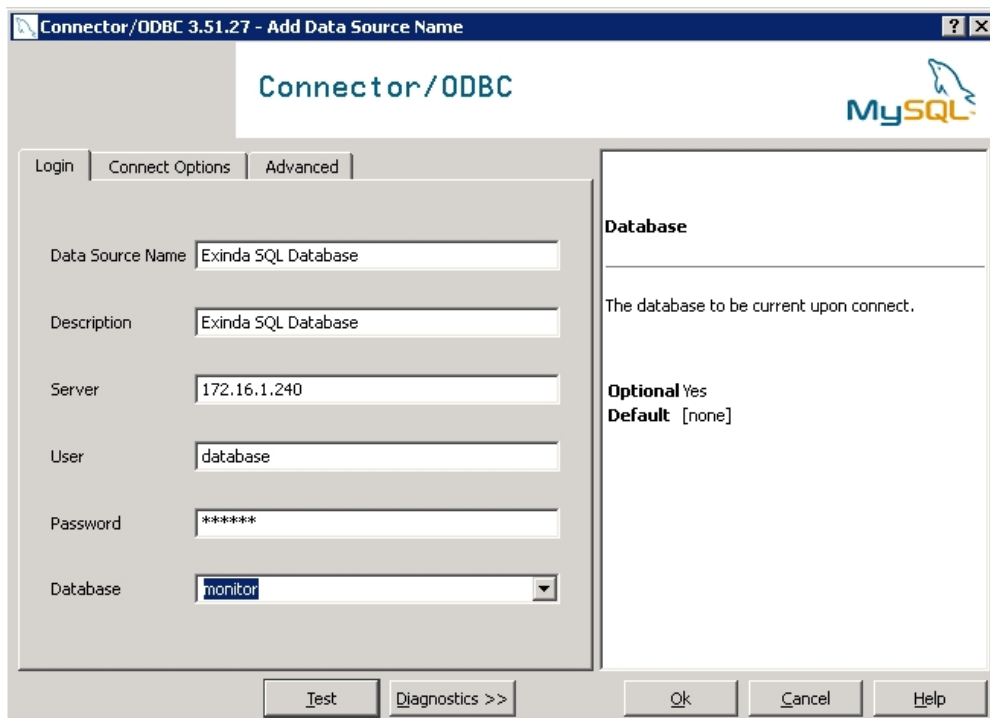 Connector/ODBC 3.51.27 - Add Data Source Name
Connector/ODBC
MySQL
Login Connect Options Advanced
Data Source Name Exinda SQL Database
Description Exinda SQL Database
Server 172.16.1.240
User database
Password ******
Database monitor
Database
The database to be current upon connect.
Optional Yes
Default [none]
Test Diagnostics >> Ok Cancel Help